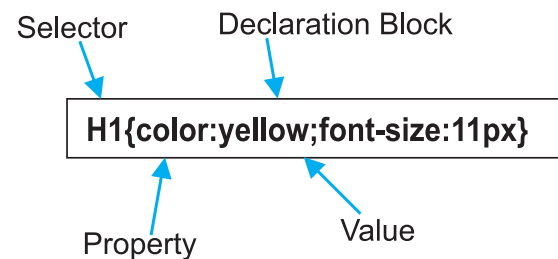 Selector
Declaration Block
H1{color:yellow;font-size:11px}
Property
Value